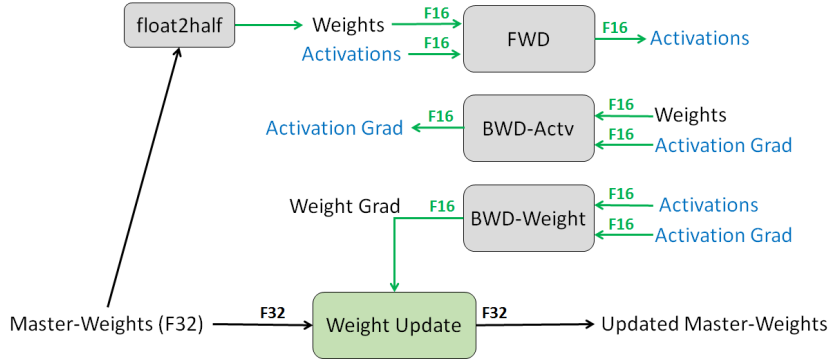 float2half
Weights
F16
Activations
F16
FWD
F16
Activations
Activation Grad
F16
BWD-Actv
F16
Weights
F16
Activation Grad
Weight Grad
F16
BWD-Weight
F16
Activations
F16
Activation Grad
Master-Weights (F32)
F32
Weight Update
F32
Updated Master-Weights